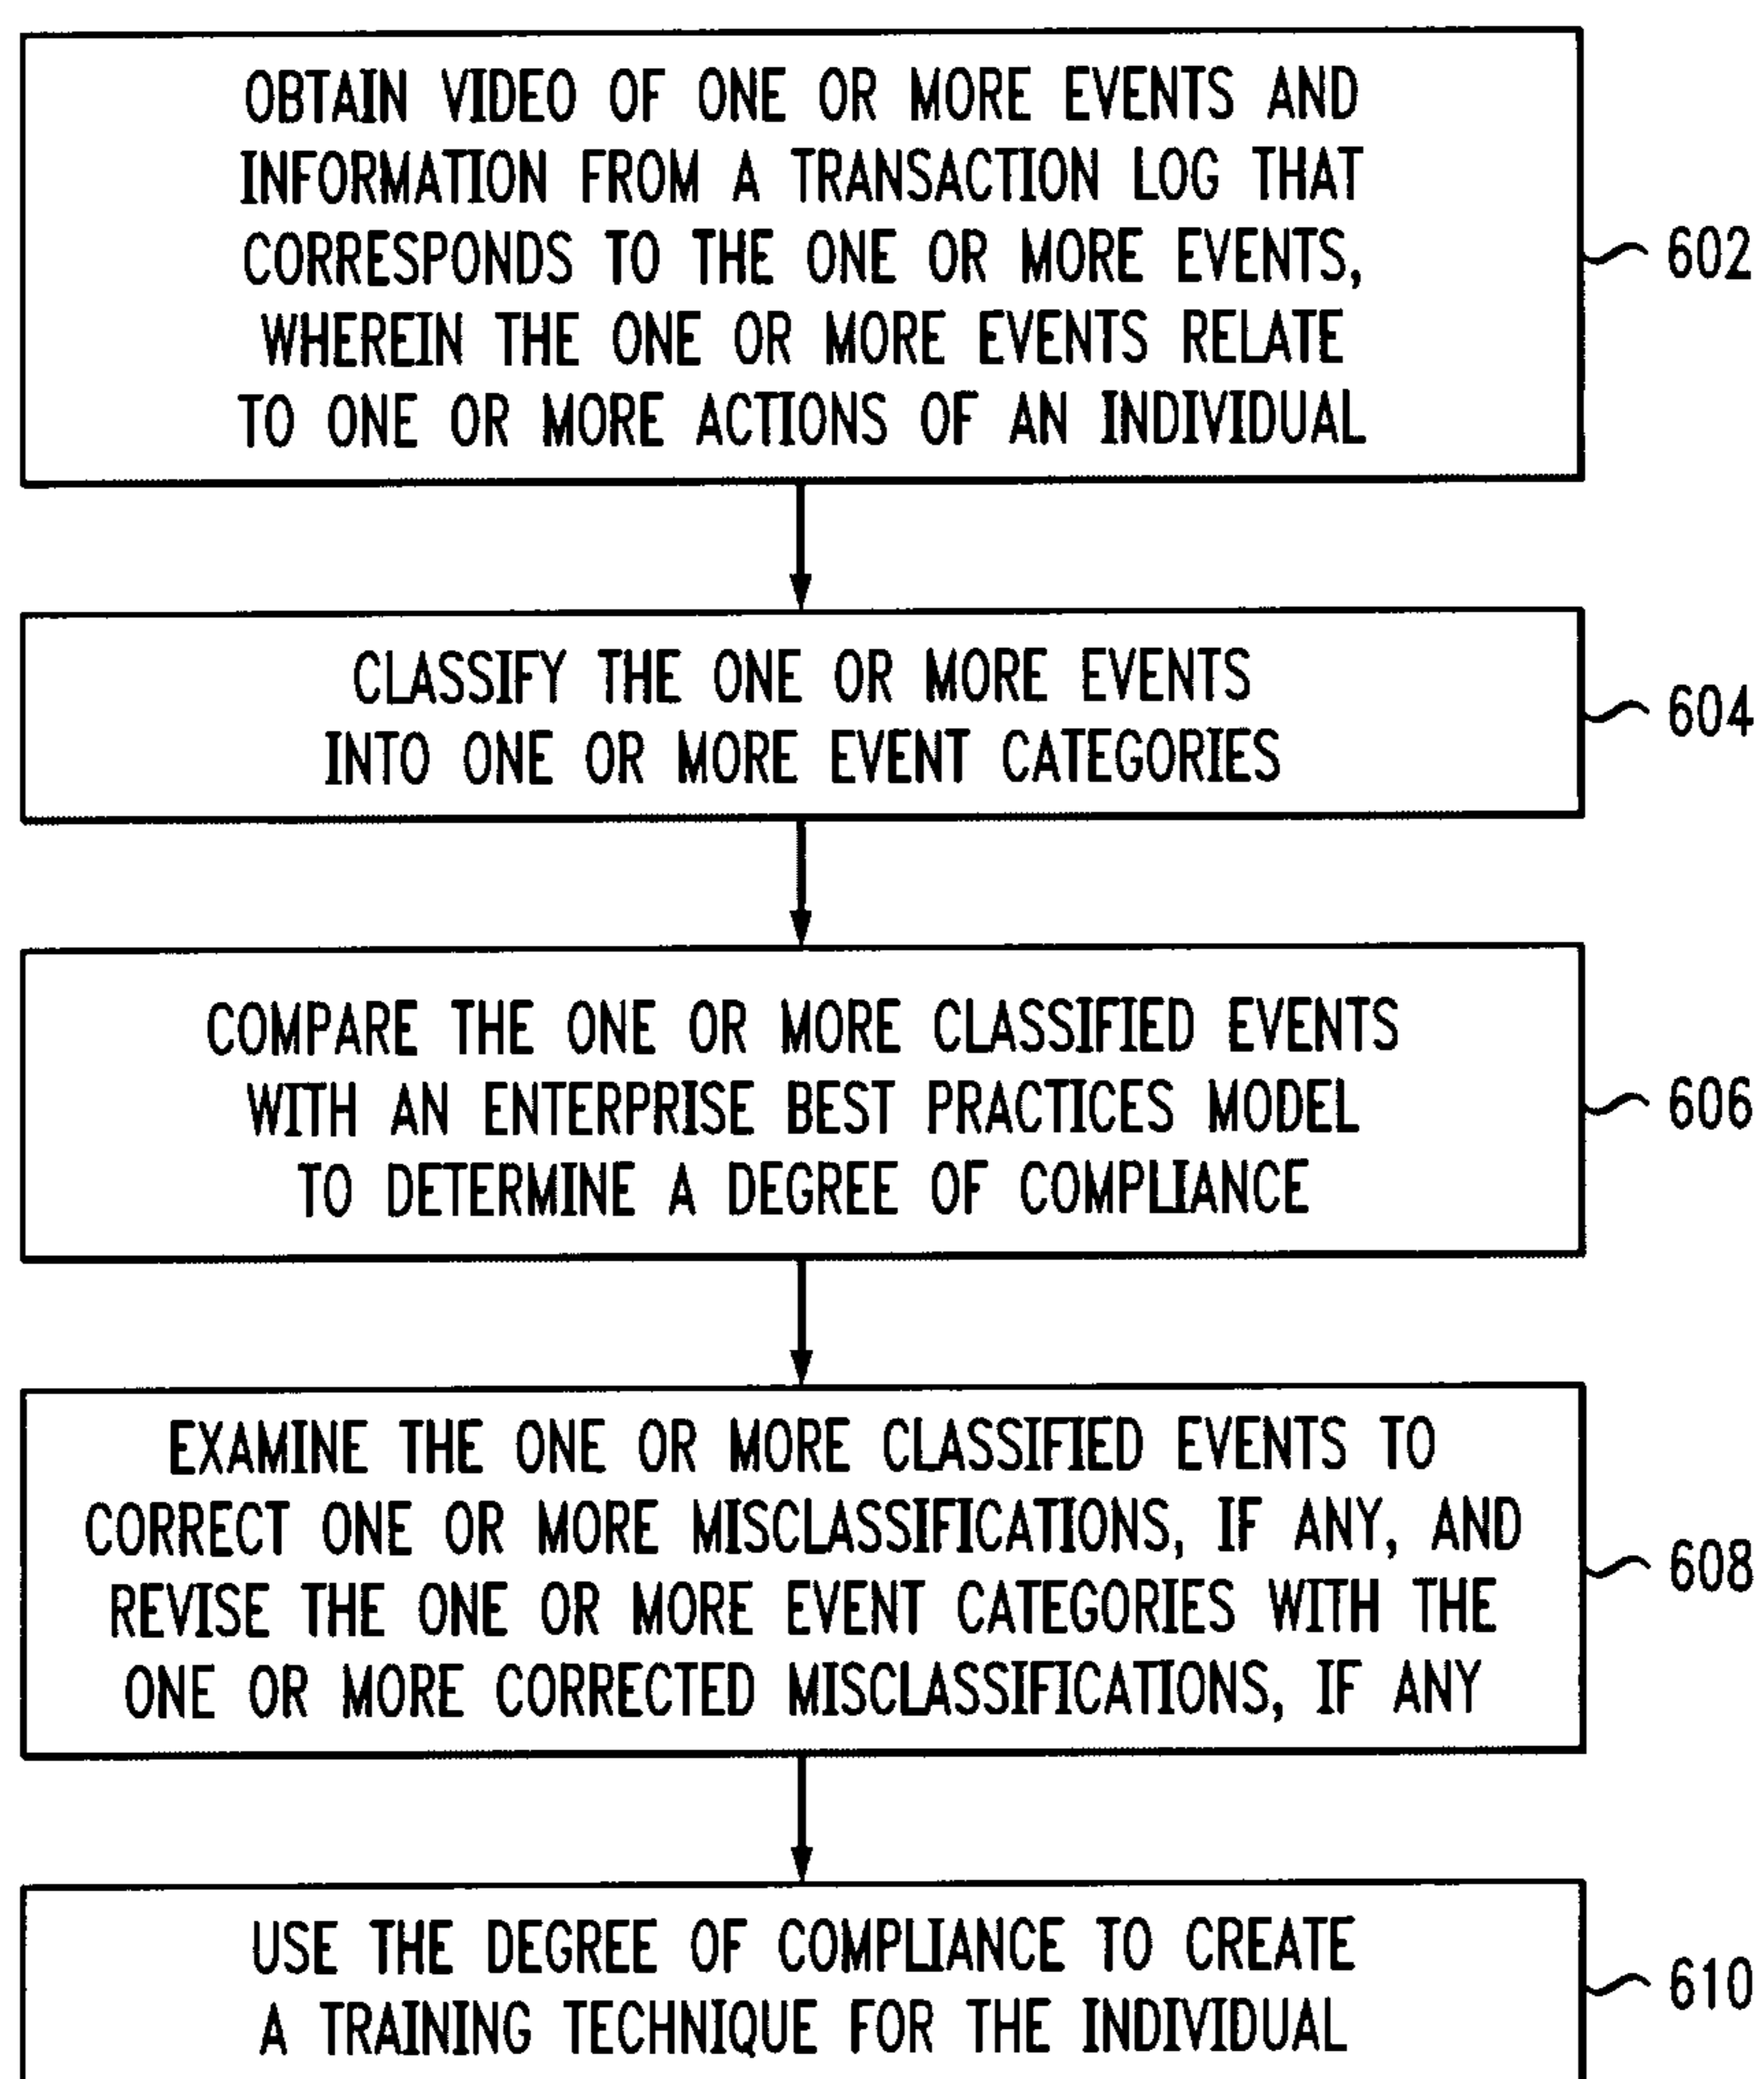 OBTAIN VIDEO OF ONE OR MORE EVENTS AND
INFORMATION FROM A TRANSACTION LOG THAT
CORRESPONDS TO THE ONE OR MORE EVENTS,
WHEREIN THE ONE OR MORE EVENTS RELATE
TO ONE OR MORE ACTIONS OF AN INDIVIDUAL
602
CLASSIFY THE ONE OR MORE EVENTS
INTO ONE OR MORE EVENT CATEGORIES
604
COMPARE THE ONE OR MORE CLASSIFIED EVENTS
WITH AN ENTERPRISE BEST PRACTICES MODEL
TO DETERMINE A DEGREE OF COMPLIANCE
606
EXAMINE THE ONE OR MORE CLASSIFIED EVENTS TO
CORRECT ONE OR MORE MISCLASSIFICATIONS, IF ANY, AND
REVISE THE ONE OR MORE EVENT CATEGORIES WITH THE
ONE OR MORE CORRECTED MISCLASSIFICATIONS, IF ANY
608
USE THE DEGREE OF COMPLIANCE TO CREATE
A TRAINING TECHNIQUE FOR THE INDIVIDUAL
610